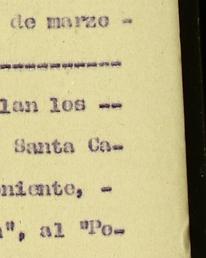 de marzo -
-------------
lan los --
Santa Ca-
niente, -
", al "Po-